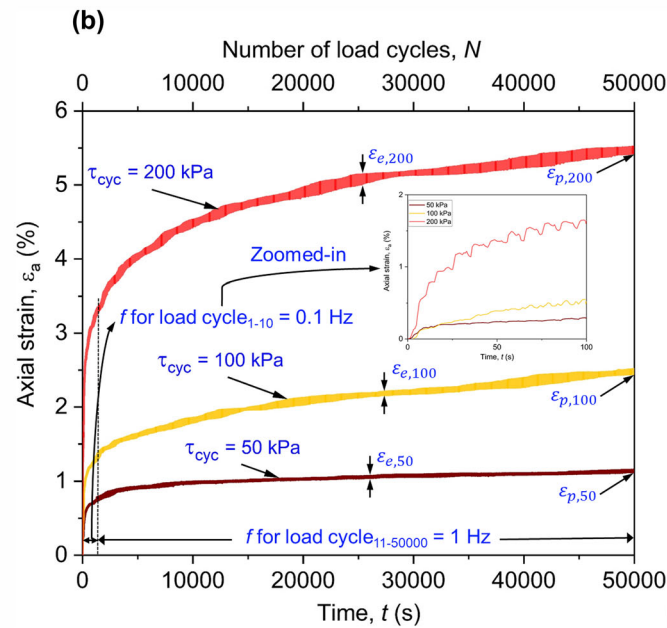 (b)
Number of load cycles, N
0 10000 20000 30000 40000 50000
6
5
4
3
2
1
0
Axial strain, εa (%)
τcyc = 200 kPa
εe,200
εp,200
Zoomed-in
f for load cycle1-10 = 0.1 Hz
2
1
0
Axial strain, εa (%)
50 kPa
100 kPa
200 kPa
0 50 100
Time, t (s)
τcyc = 100 kPa
εe,100
εp,100
τcyc = 50 kPa
εe,50
εp,50
f for load cycle11-50000 = 1 Hz
0 10000 20000 30000 40000 50000
Time, t (s)